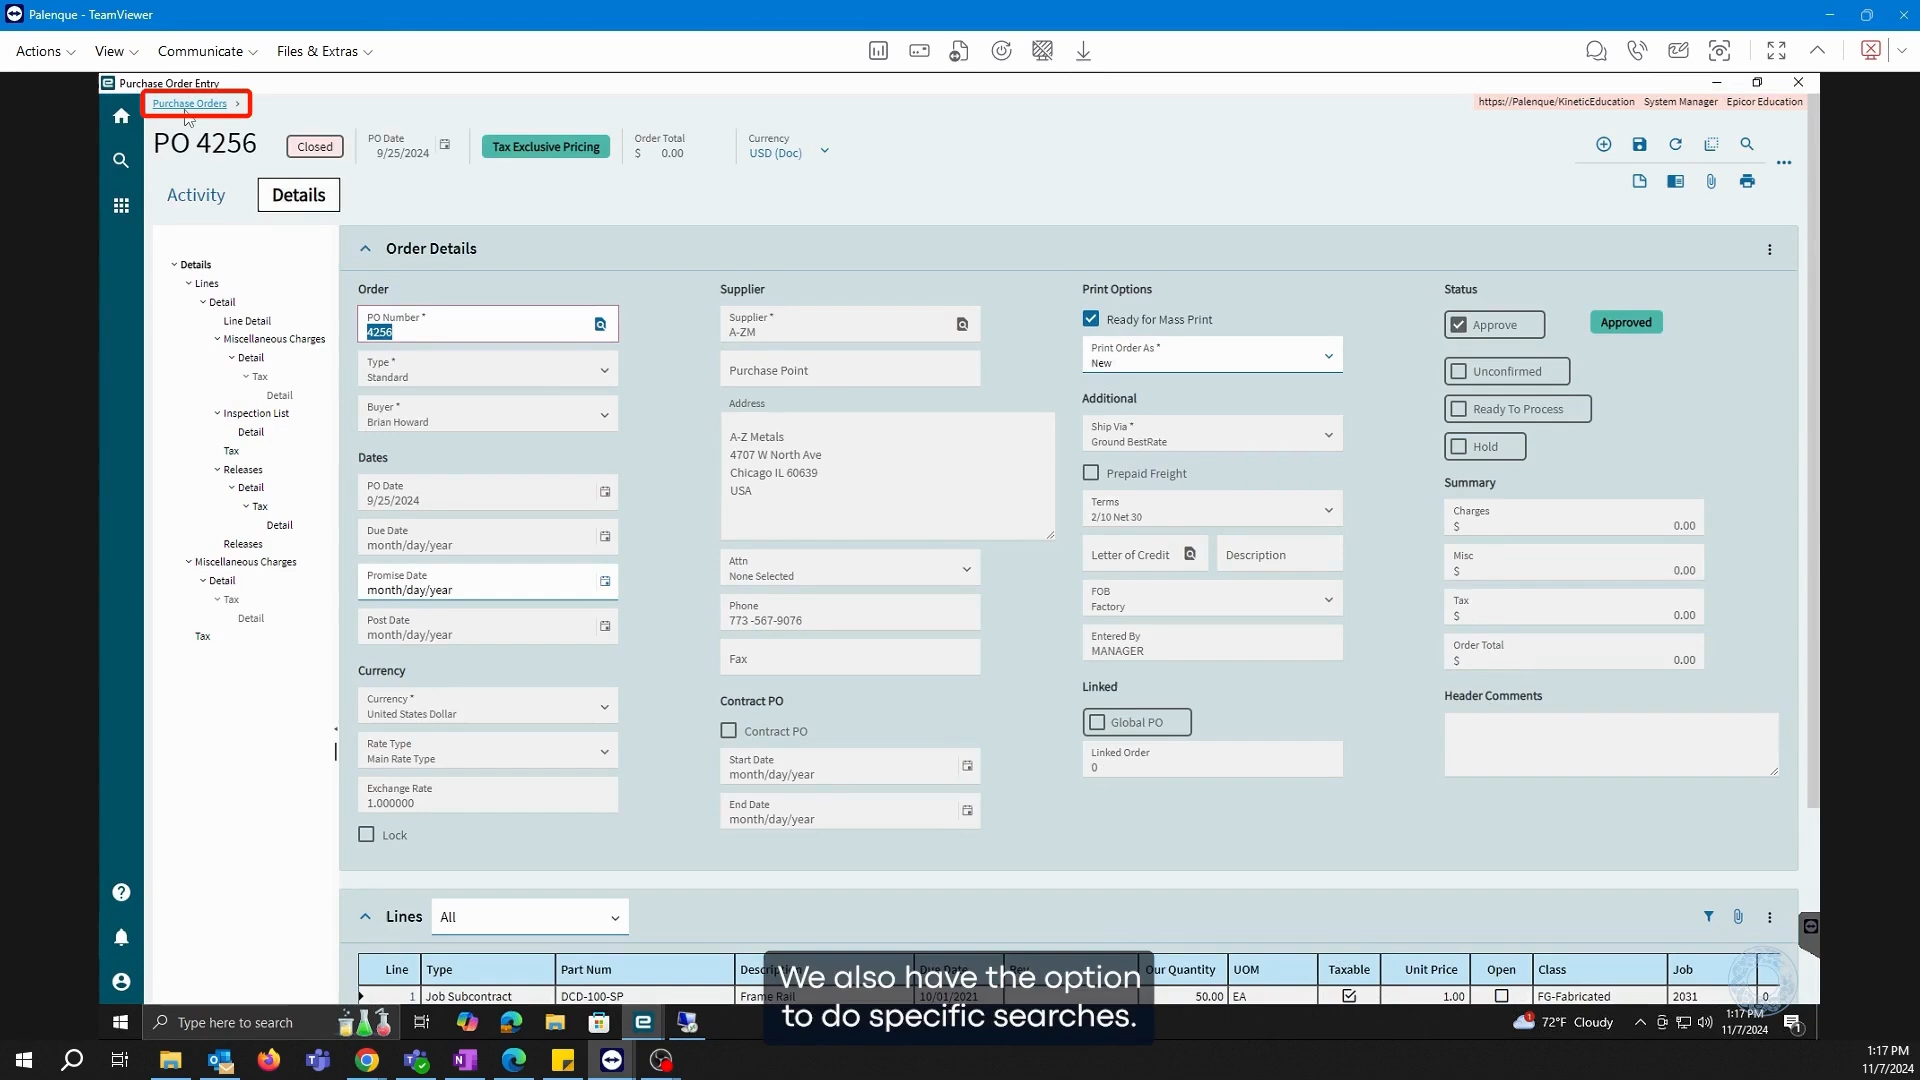 Palenque - TeamViewer
Actions View Communicate Files & Extras
Purchase Order Entry
Purchase Orders >
https://Palenque/KineticEducation System Manager Epicor Education
PO 4256
Closed
PO Date
9/25/2024
Tax Exclusive Pricing
Order Total
$ 0.00
Currency
USD (Doc)
Activity
Details
Details
Lines
Detail
Line Detail
Miscellaneous Charges
Detail
Tax
Detail
Inspection List
Detail
Tax
Releases
Detail
Tax
Detail
Releases
Miscellaneous Charges
Detail
Tax
Detail
Tax
Order Details
Order
PO Number *
4256
Type *
Standard
Buyer *
Brian Howard
Dates
PO Date
9/25/2024
Due Date
month/day/year
Promise Date
month/day/year
Post Date
month/day/year
Currency
Currency *
United States Dollar
Rate Type
Main Rate Type
Exchange Rate
1.000000
Lock
Supplier
Supplier *
A-ZM
Purchase Point
Address
A-Z Metals
4707 W North Ave
Chicago IL 60639
USA
Attn
None Selected
Phone
773 -567-9076
Fax
Contract PO
Contract PO
Start Date
month/day/year
End Date
month/day/year
Print Options
Ready for Mass Print
Print Order As *
New
Additional
Ship Via *
Ground BestRate
Prepaid Freight
Terms
2/10 Net 30
Letter of Credit
Description
FOB
Factory
Entered By
MANAGER
Linked
Global PO
Linked Order
0
Status
Approve
Approved
Unconfirmed
Ready To Process
Hold
Summary
Charges
$ 0.00
Misc
$ 0.00
Tax
$ 0.00
Order Total
$ 0.00
Header Comments
Lines All
Line Type Part Num Description Due Date Rev Our Quantity UOM Taxable Unit Price Open Class Job
1 Job Subcontract DCD-100-SP Frame Rail 10/01/2021 50.00 EA 1.00 FG-Fabricated 2031 0
We also have the option
to do specific searches.
Type here to search
72°F Cloudy
1:17 PM
11/7/2024
1
1:17 PM
11/7/2024